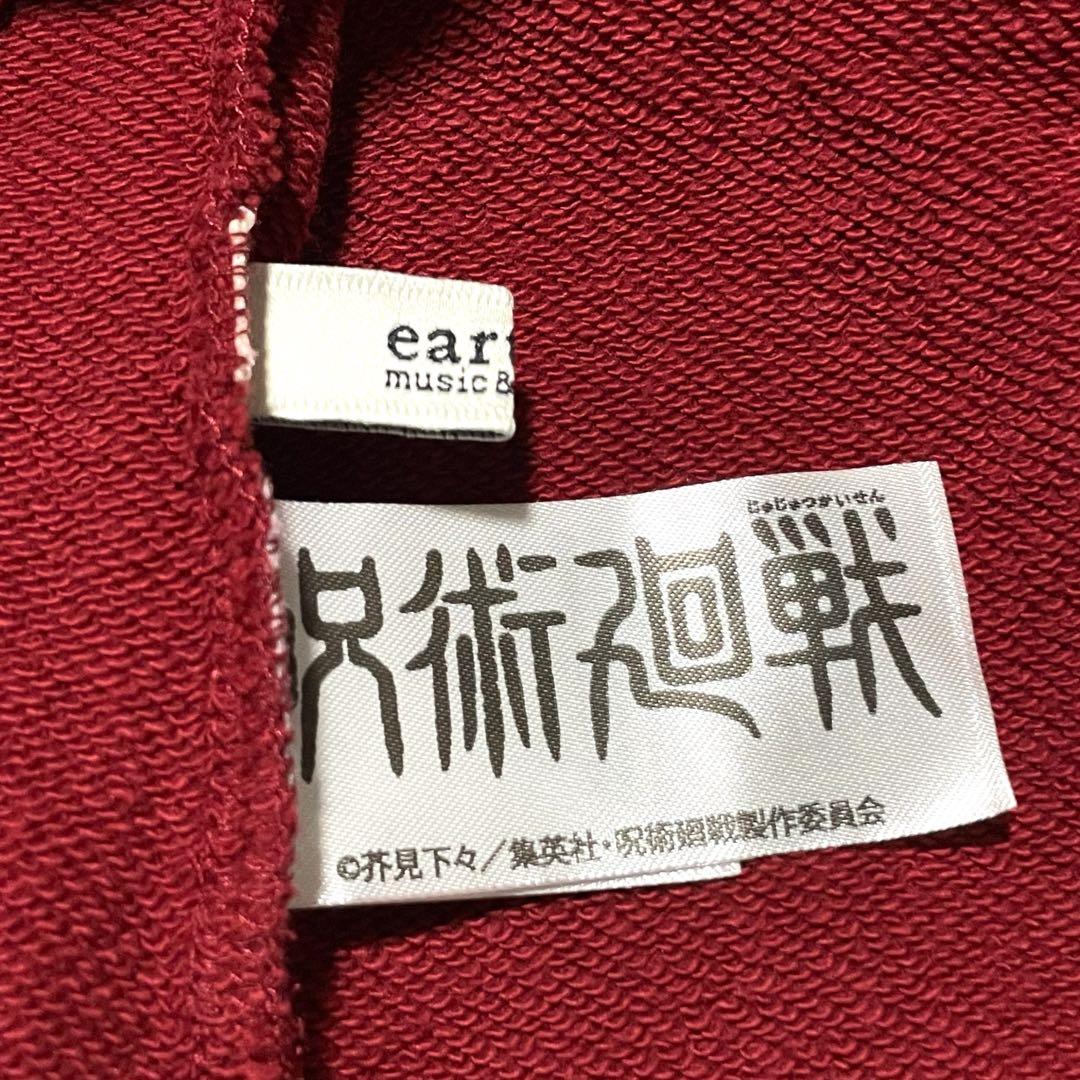 ear
music &
じゅじゅつかいせん
呪術廻戦
©芥見下々／集英社・呪術廻戦製作委員会